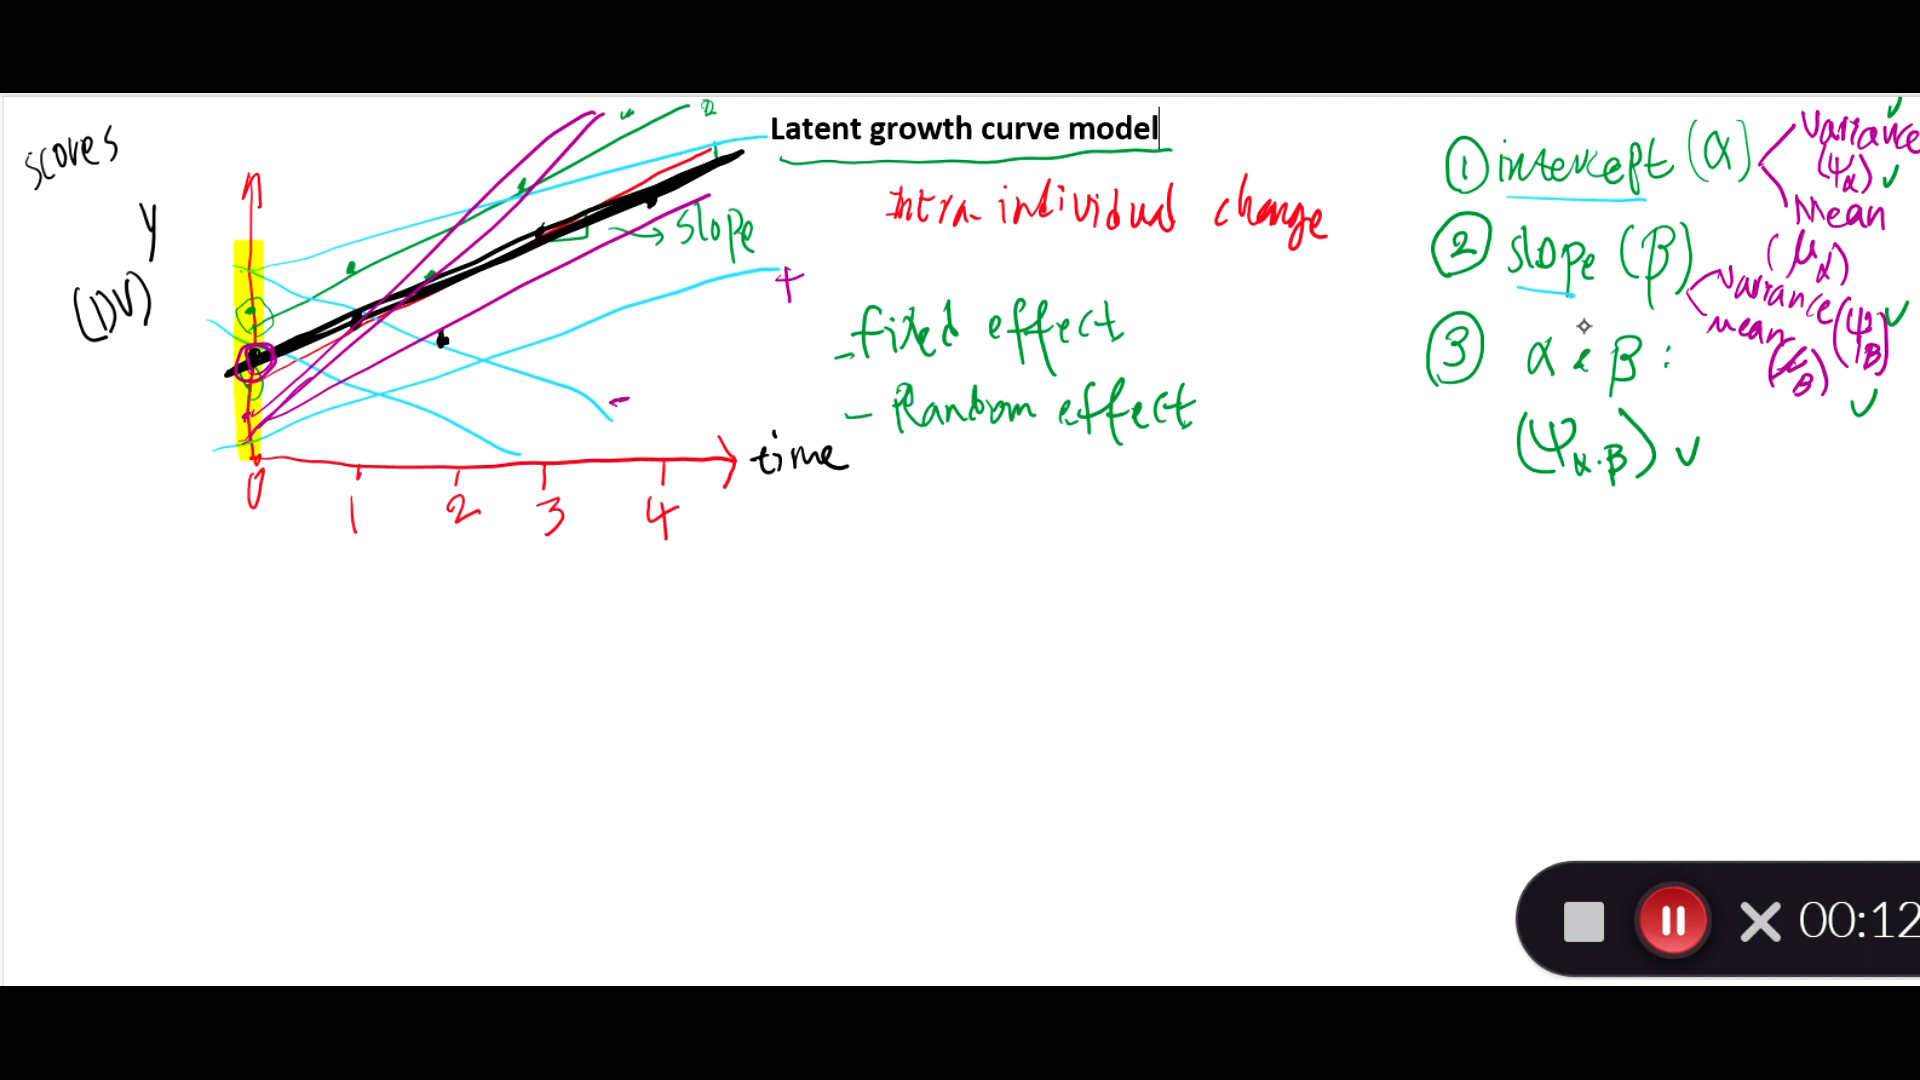 scores
y
(DV)
Latent growth curve model
Intra-individual change
slope
+
-
- fixed effect
- Random effect
time
0 1 2 3 4
① intercept (α)
Variance
(ψα)
Mean
(μα)
② slope (β)
Variance (ψβ)
mean
(μβ)
③ α & β :
(ψα.β)
00:12